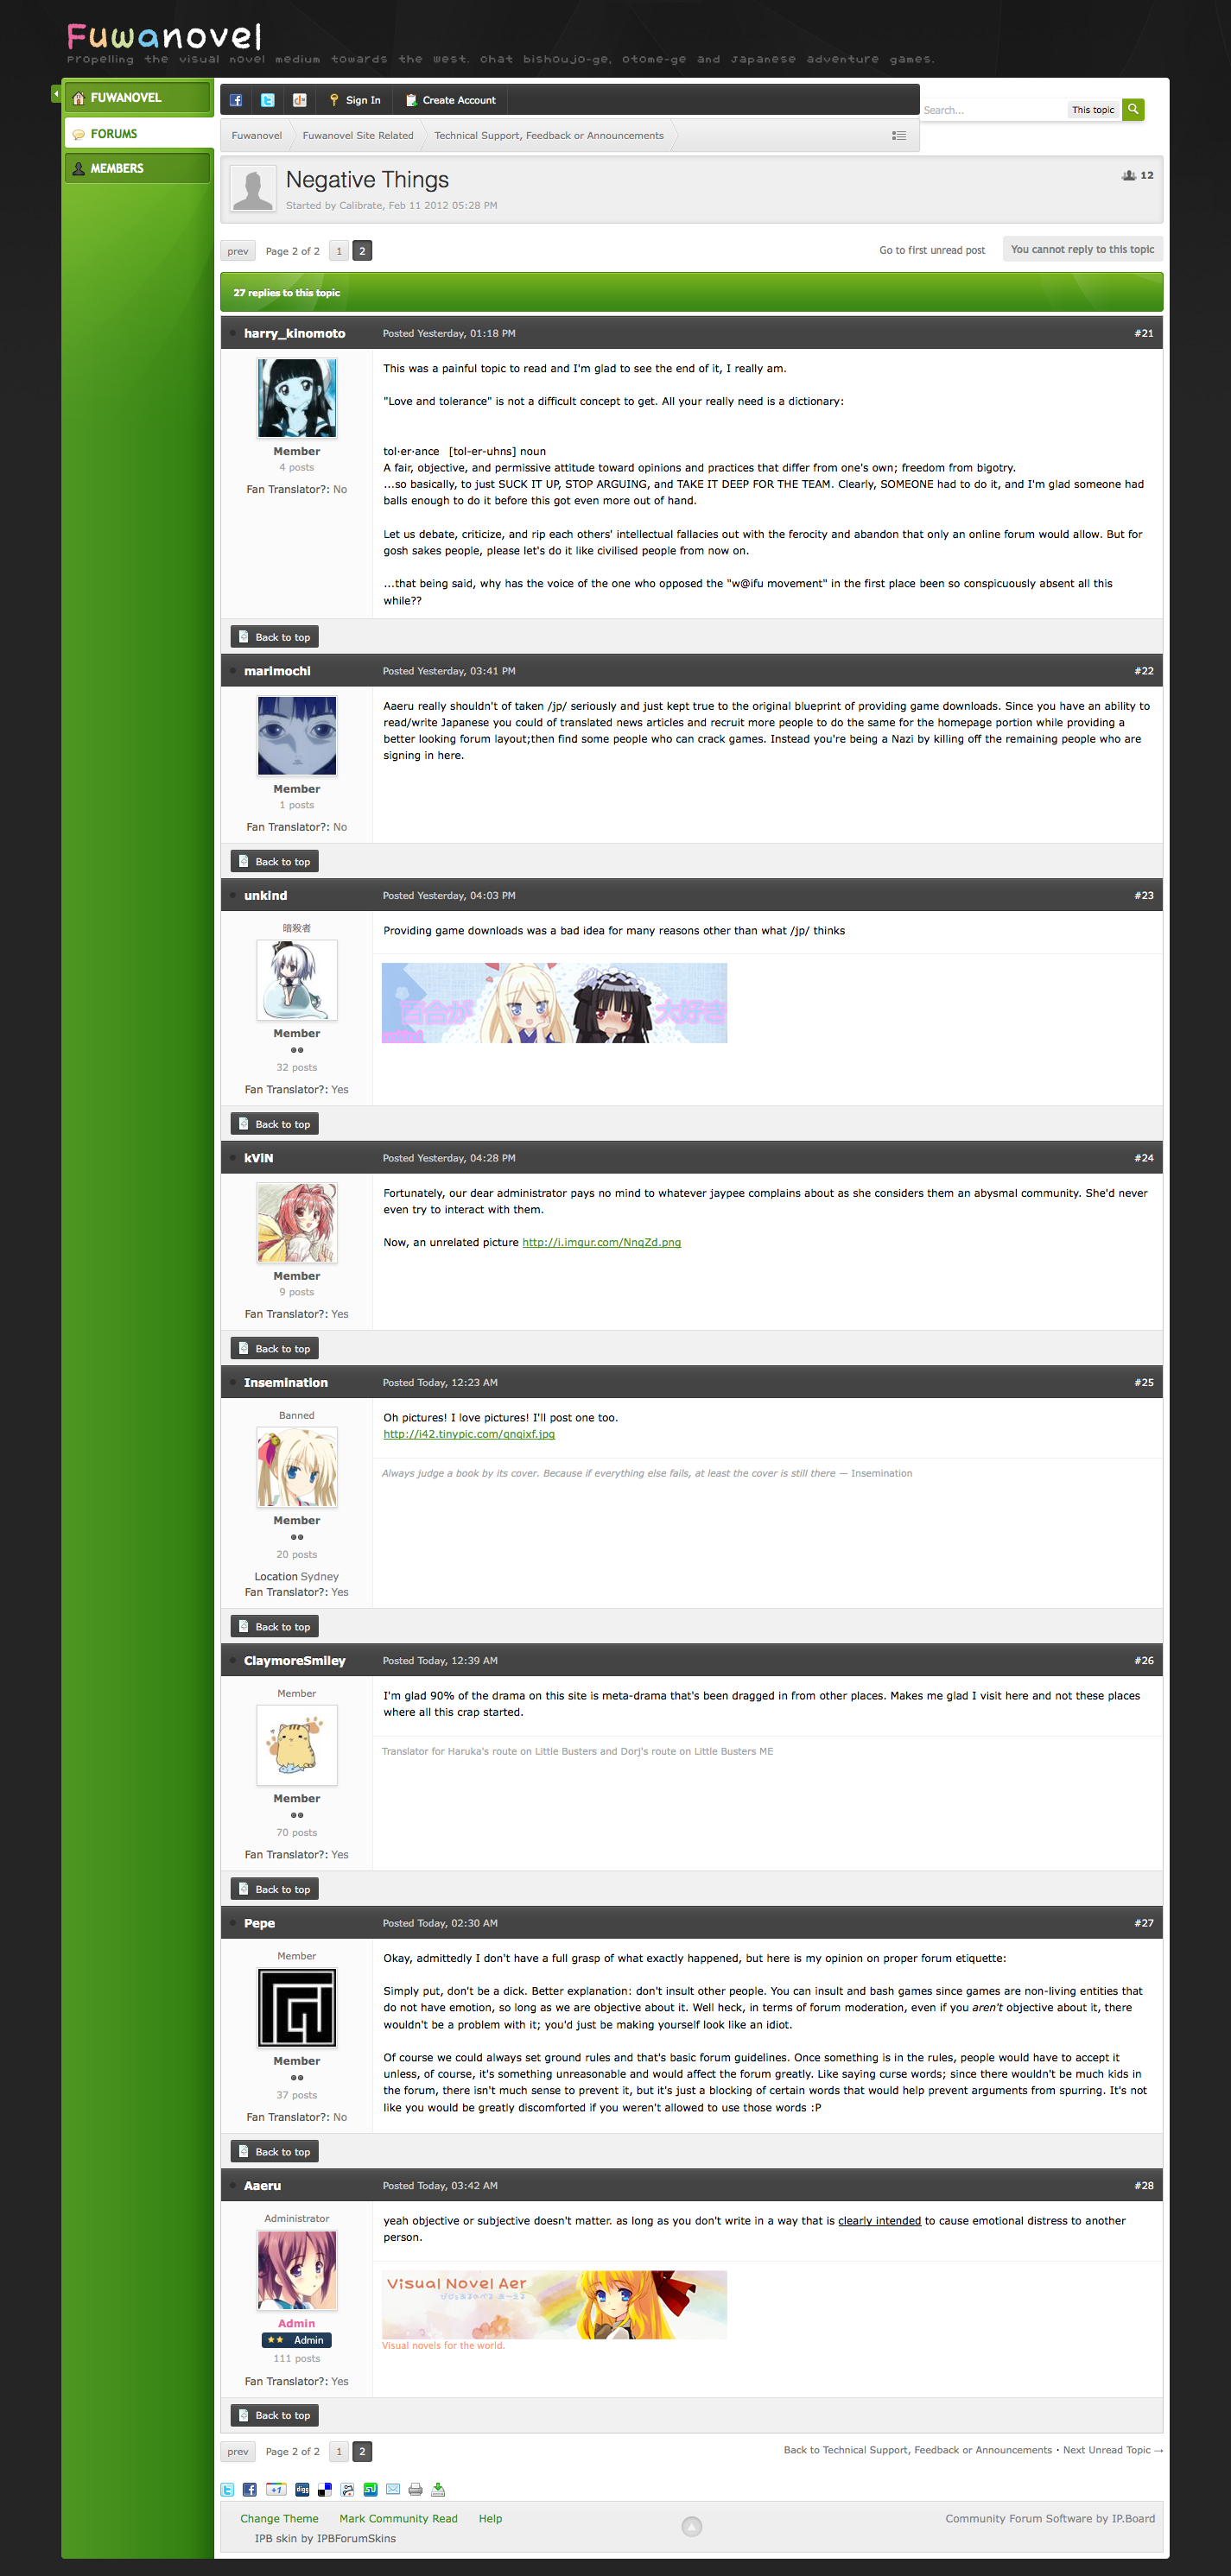 Fuwanovel
Propelling the visual novel medium towards the West. Chat bishoujo-ge, otome-ge and Japanese adventure games.
FUWANOVEL
FORUMS
MEMBERS
Sign In
Create Account
Search...
This topic
Fuwanovel
Fuwanovel Site Related
Technical Support, Feedback or Announcements
Negative Things
12
Started by Calibrate, Feb 11 2012 05:28 PM
prev
Page 2 of 2
1
2
Go to first unread post
You cannot reply to this topic
27 replies to this topic
harry_kinomoto
Posted Yesterday, 01:18 PM
#21
Member
4 posts
Fan Translator?: No
This was a painful topic to read and I'm glad to see the end of it, I really am.
"Love and tolerance" is not a difficult concept to get. All your really need is a dictionary:
tol·er·ance [tol-er-uhns] noun
A fair, objective, and permissive attitude toward opinions and practices that differ from one's own; freedom from bigotry.
...so basically, to just SUCK IT UP, STOP ARGUING, and TAKE IT DEEP FOR THE TEAM. Clearly, SOMEONE had to do it, and I'm glad someone had
balls enough to do it before this got even more out of hand.
Let us debate, criticize, and rip each others' intellectual fallacies out with the ferocity and abandon that only an online forum would allow. But for
gosh sakes people, please let's do it like civilised people from now on.
...that being said, why has the voice of the one who opposed the "w@ifu movement" in the first place been so conspicuously absent all this
while??
Back to top
marimochi
Posted Yesterday, 03:41 PM
#22
Member
1 posts
Fan Translator?: No
Aaeru really shouldn't of taken /jp/ seriously and just kept true to the original blueprint of providing game downloads. Since you have an ability to
read/write Japanese you could of translated news articles and recruit more people to do the same for the homepage portion while providing a
better looking forum layout;then find some people who can crack games. Instead you're being a Nazi by killing off the remaining people who are
signing in here.
Back to top
unkind
Posted Yesterday, 04:03 PM
#23
暗殺者
Member
32 posts
Fan Translator?: Yes
Providing game downloads was a bad idea for many reasons other than what /jp/ thinks
百合が 大好き
Back to top
kViN
Posted Yesterday, 04:28 PM
#24
Member
9 posts
Fan Translator?: Yes
Fortunately, our dear administrator pays no mind to whatever jaypee complains about as she considers them an abysmal community. She'd never
even try to interact with them.
Now, an unrelated picture http://i.imgur.com/NnqZd.png
Back to top
Insemination
Posted Today, 12:23 AM
#25
Banned
Member
20 posts
Location Sydney
Fan Translator?: Yes
Oh pictures! I love pictures! I'll post one too.
http://i42.tinypic.com/qnqixf.jpg
Always judge a book by its cover. Because if everything else fails, at least the cover is still there — Insemination
Back to top
ClaymoreSmiley
Posted Today, 12:39 AM
#26
Member
Member
70 posts
Fan Translator?: Yes
I'm glad 90% of the drama on this site is meta-drama that's been dragged in from other places. Makes me glad I visit here and not these places
where all this crap started.
Translator for Haruka's route on Little Busters and Dorj's route on Little Busters ME
Back to top
Pepe
Posted Today, 02:30 AM
#27
Member
Member
37 posts
Fan Translator?: No
Okay, admittedly I don't have a full grasp of what exactly happened, but here is my opinion on proper forum etiquette:
Simply put, don't be a dick. Better explanation: don't insult other people. You can insult and bash games since games are non-living entities that
do not have emotion, so long as we are objective about it. Well heck, in terms of forum moderation, even if you aren't objective about it, there
wouldn't be a problem with it; you'd just be making yourself look like an idiot.
Of course we could always set ground rules and that's basic forum guidelines. Once something is in the rules, people would have to accept it
unless, of course, it's something unreasonable and would affect the forum greatly. Like saying curse words; since there wouldn't be much kids in
the forum, there isn't much sense to prevent it, but it's just a blocking of certain words that would help prevent arguments from spurring. It's not
like you would be greatly discomforted if you weren't allowed to use those words :P
Back to top
Aaeru
Posted Today, 03:42 AM
#28
Administrator
Admin
Admin
111 posts
Fan Translator?: Yes
yeah objective or subjective doesn't matter. as long as you don't write in a way that is clearly intended to cause emotional distress to another
person.
Visual Novel Aer
Visual novels for the world.
Back to top
prev
Page 2 of 2
1
2
Back to Technical Support, Feedback or Announcements · Next Unread Topic →
+1
digg
Change Theme
Mark Community Read
Help
Community Forum Software by IP.Board
IPB skin by IPBForumSkins